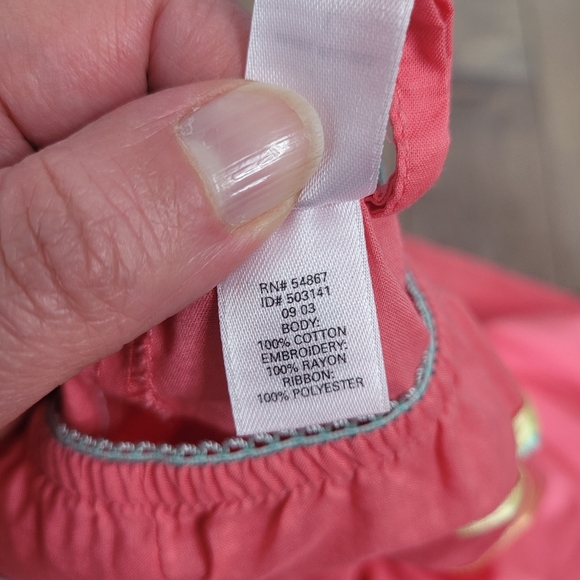 RN# 54867
ID# 503141
09 03
BODY:
100% COTTON
EMBROIDERY:
100% RAYON
RIBBON:
100% POLYESTER